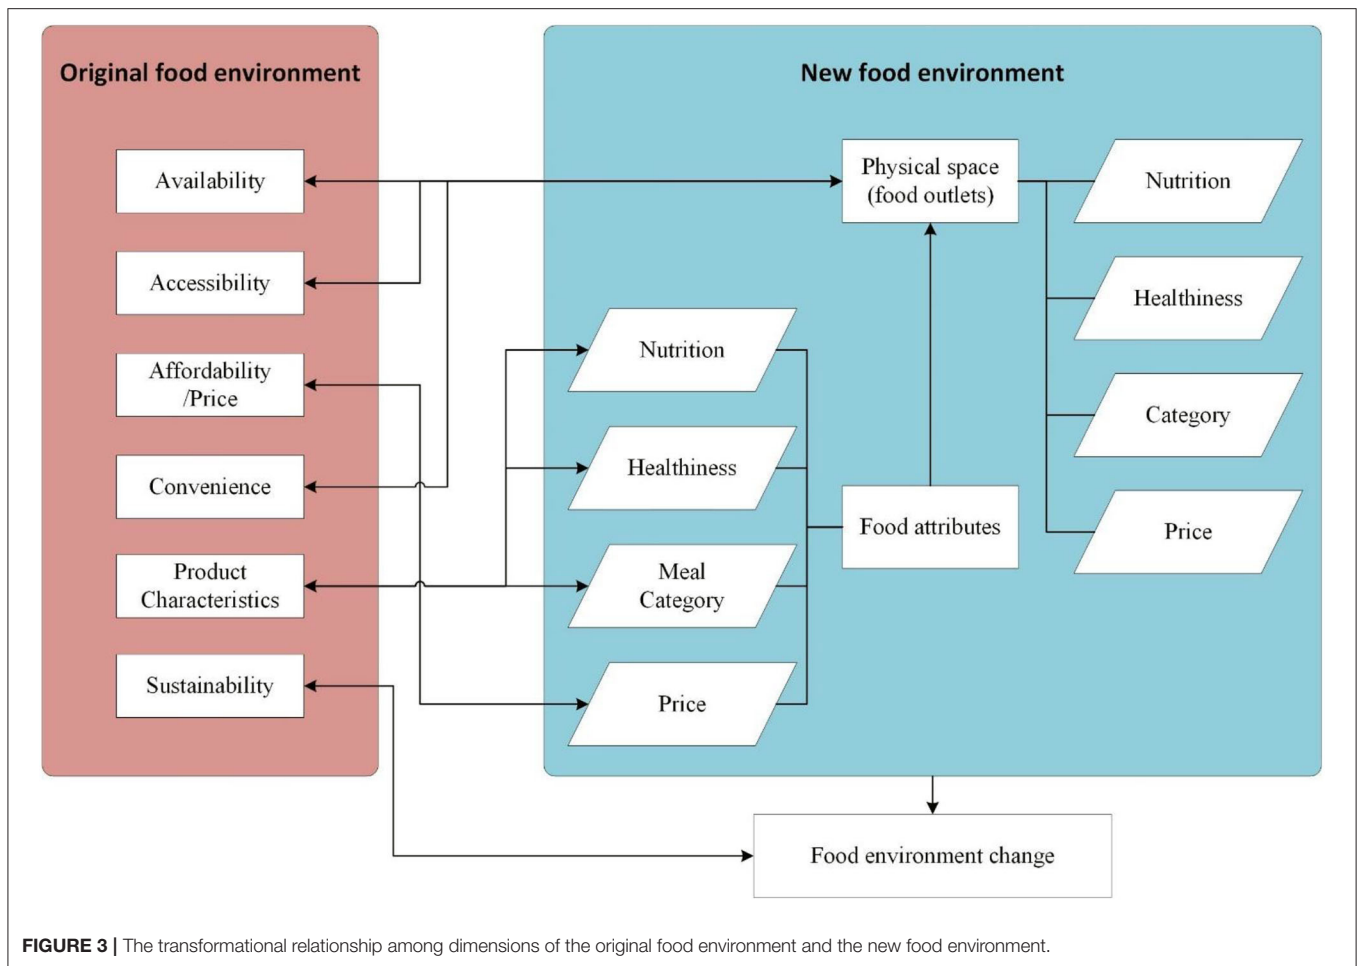 Original food environment
Availability
Accessibility
Affordability
/Price
Convenience
Product
Characteristics
Sustainability
New food environment
Physical space
(food outlets)
Nutrition
Healthiness
Category
Price
Nutrition
Healthiness
Meal
Category
Price
Food attributes
Food environment change
FIGURE 3 | The transformational relationship among dimensions of the original food environment and the new food environment.